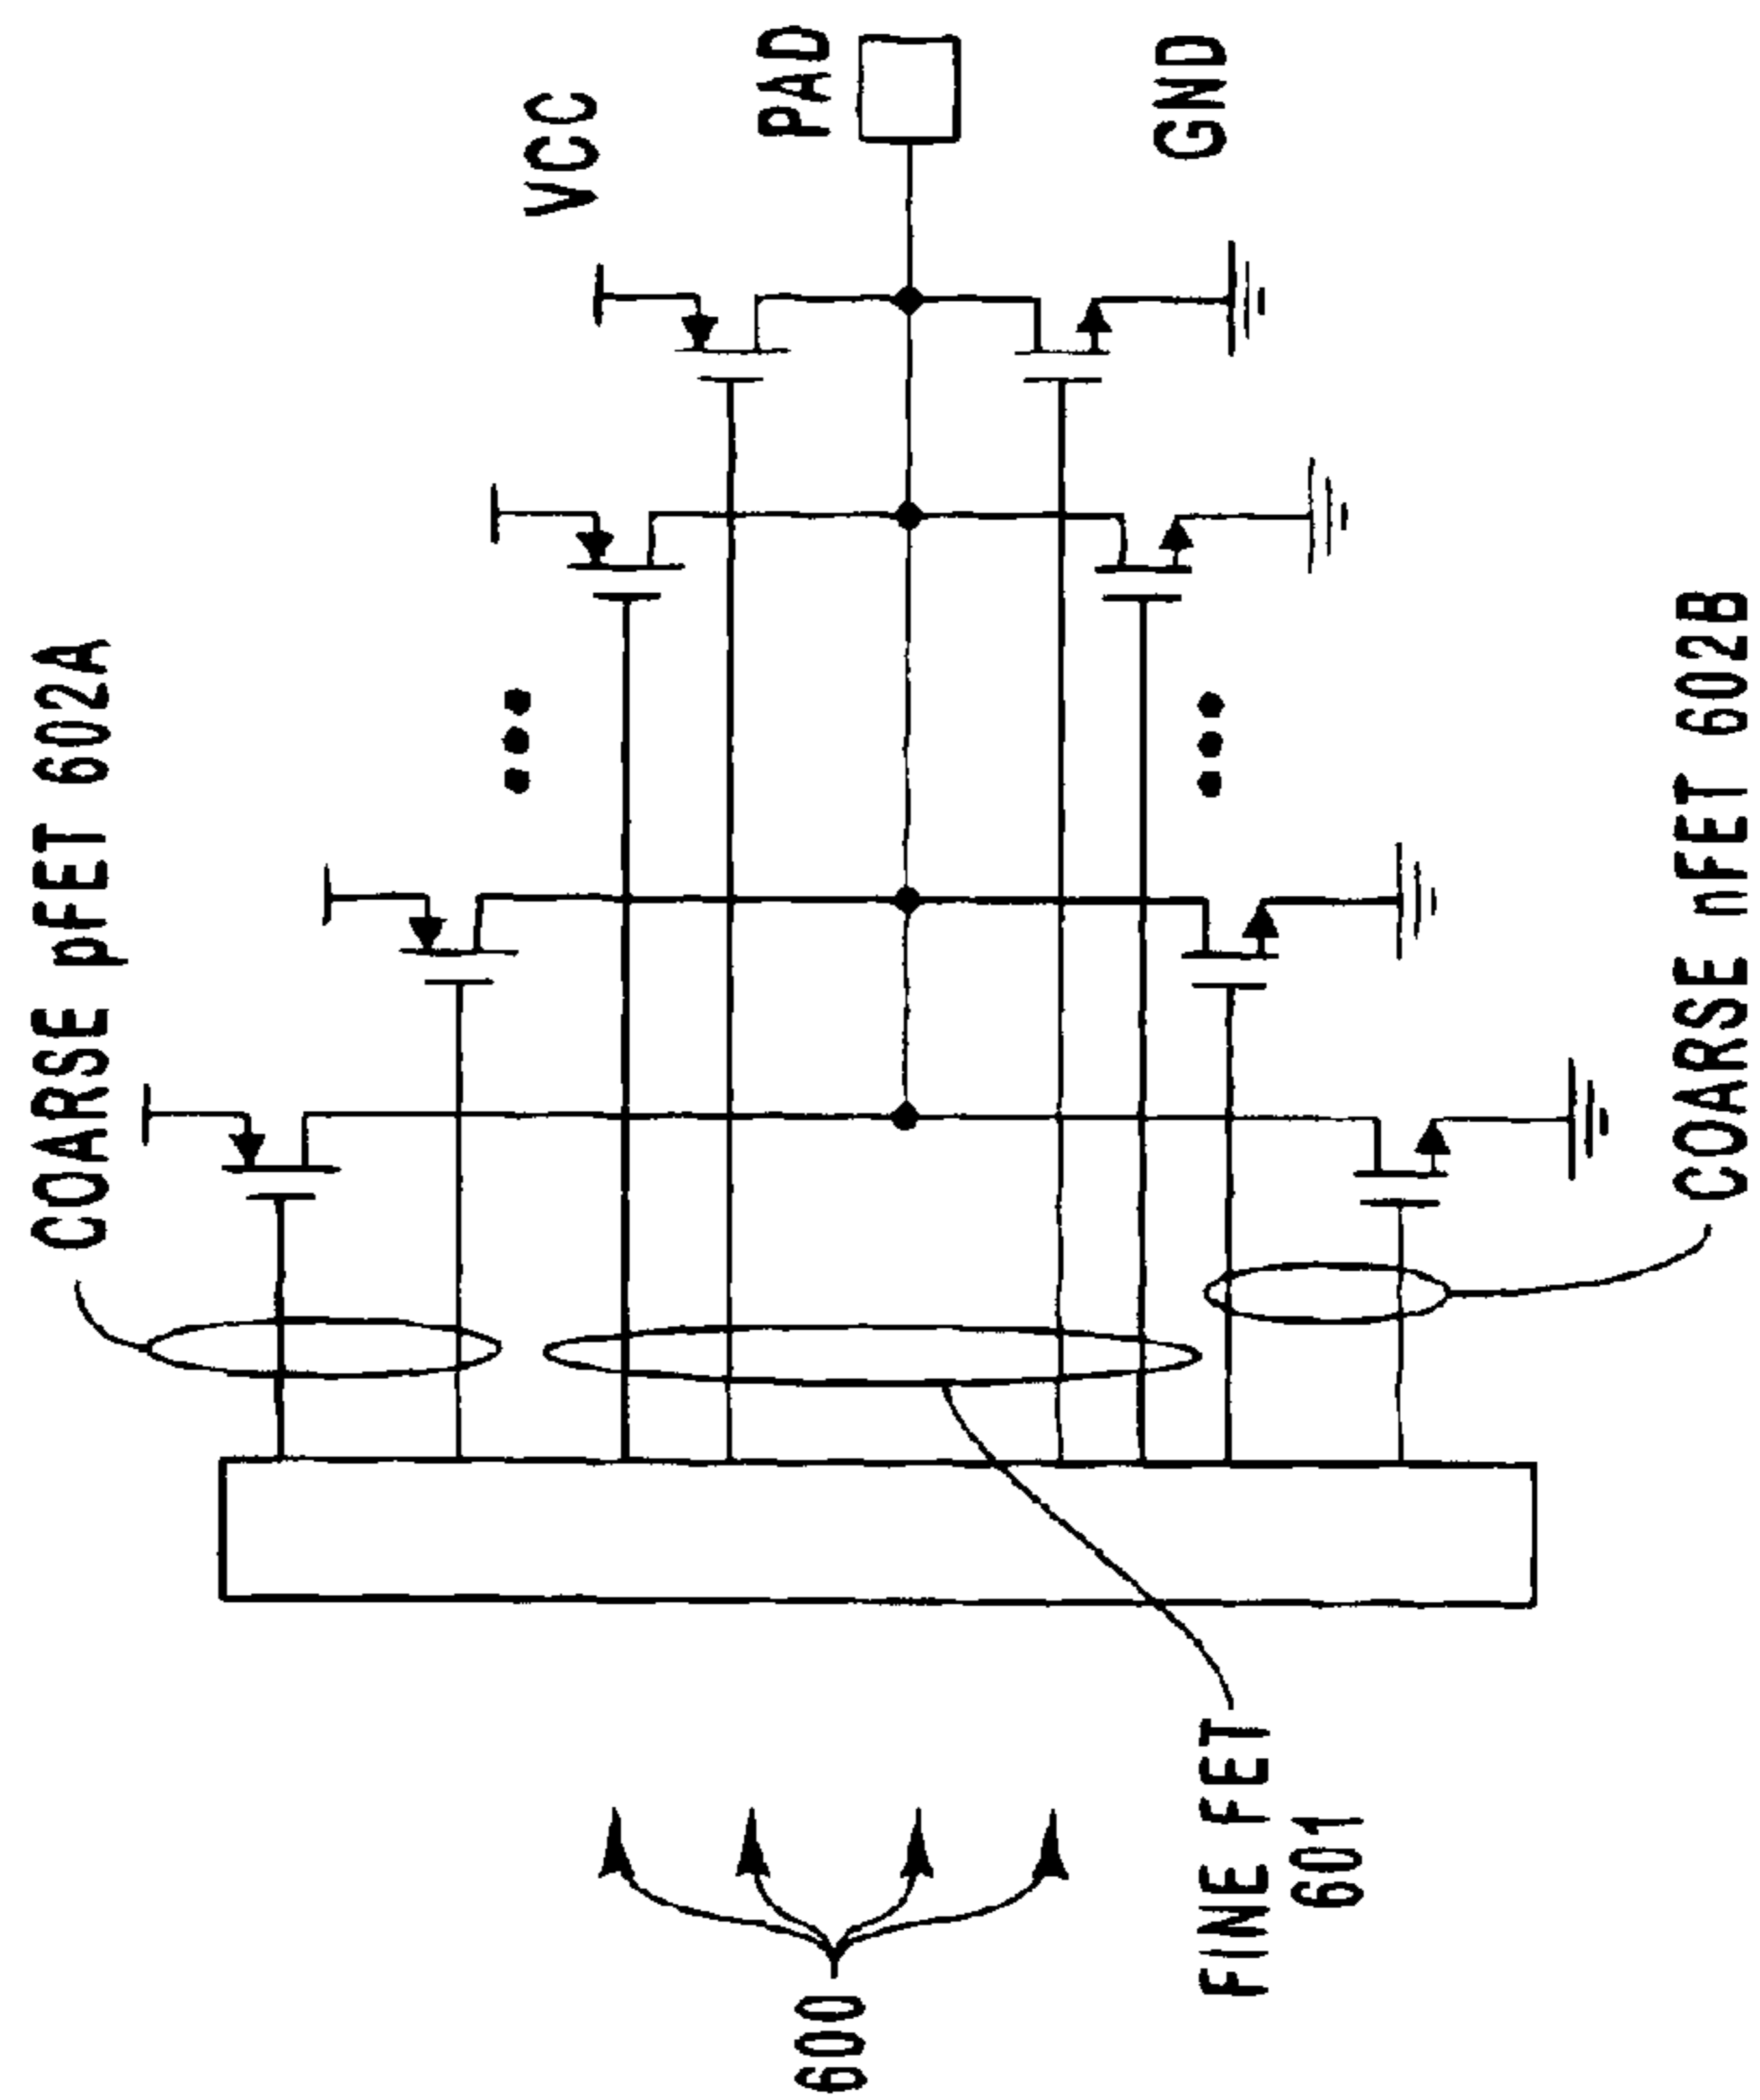 COARSE pFET 602A
VCC
PAD
GND
COARSE nFET 602B
FINE FET
601
600